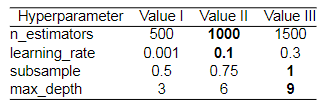 Hyperparameter Value I Value II Value III
n_estimators 500 1000 1500
learning_rate 0.001 0.1 0.3
subsample 0.5 0.75 1
max_depth 3 6 9